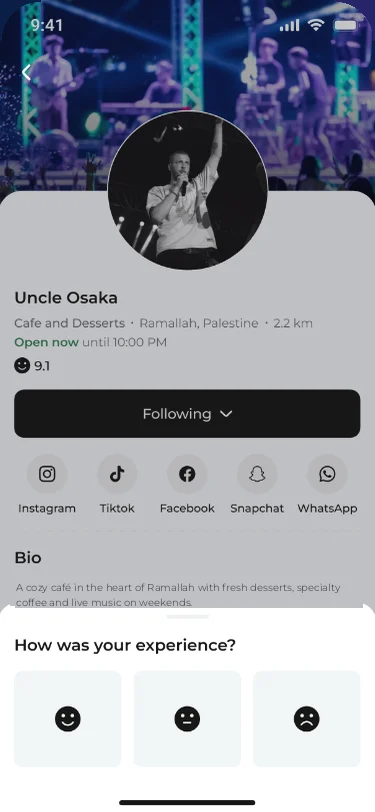 9:41
Uncle Osaka
Cafe and Desserts • Ramallah, Palestine • 2.2 km
Open now until 10:00 PM
9.1
Following
Instagram Tiktok Facebook Snapchat WhatsApp
Bio
A cozy café in the heart of Ramallah with fresh desserts, specialty
coffee and live music on weekends.
How was your experience?